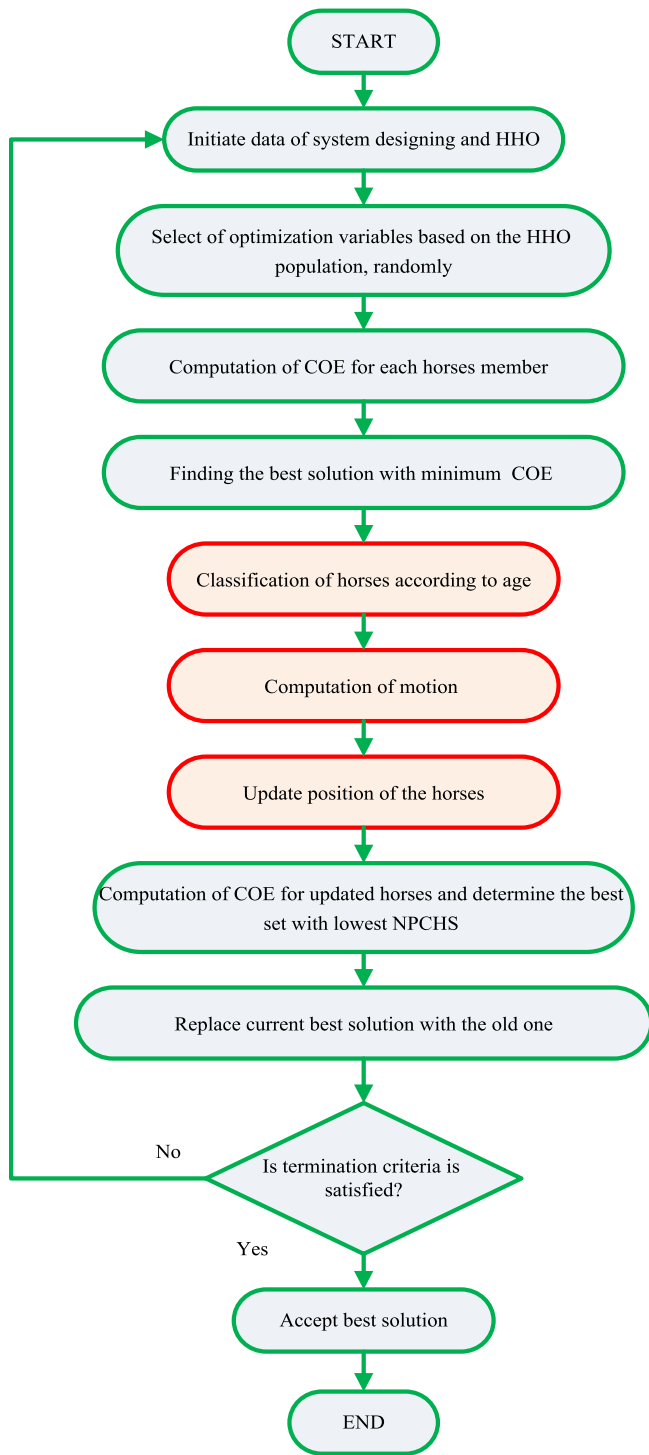 START
Initiate data of system designing and HHO
Select of optimization variables based on the HHO
population, randomly
Computation of COE for each horses member
Finding the best solution with minimum COE
Classification of horses according to age
Computation of motion
Update position of the horses
Computation of COE for updated horses and determine the best
set with lowest NPCHS
Replace current best solution with the old one
No
Is termination criteria is
satisfied?
Yes
Accept best solution
END